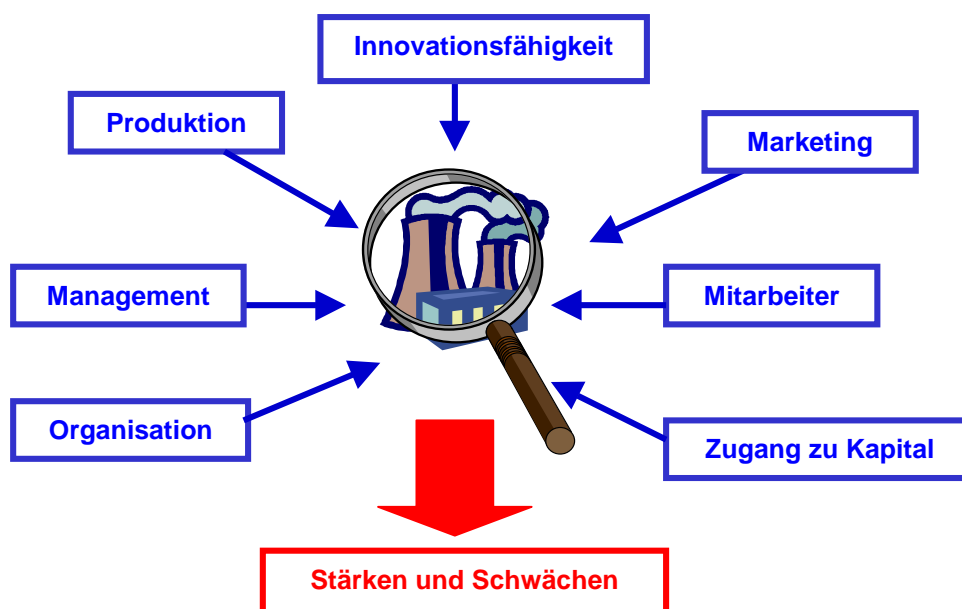 Innovationsfähigkeit
Produktion
Marketing
Management
Mitarbeiter
Organisation
Zugang zu Kapital
Stärken und Schwächen